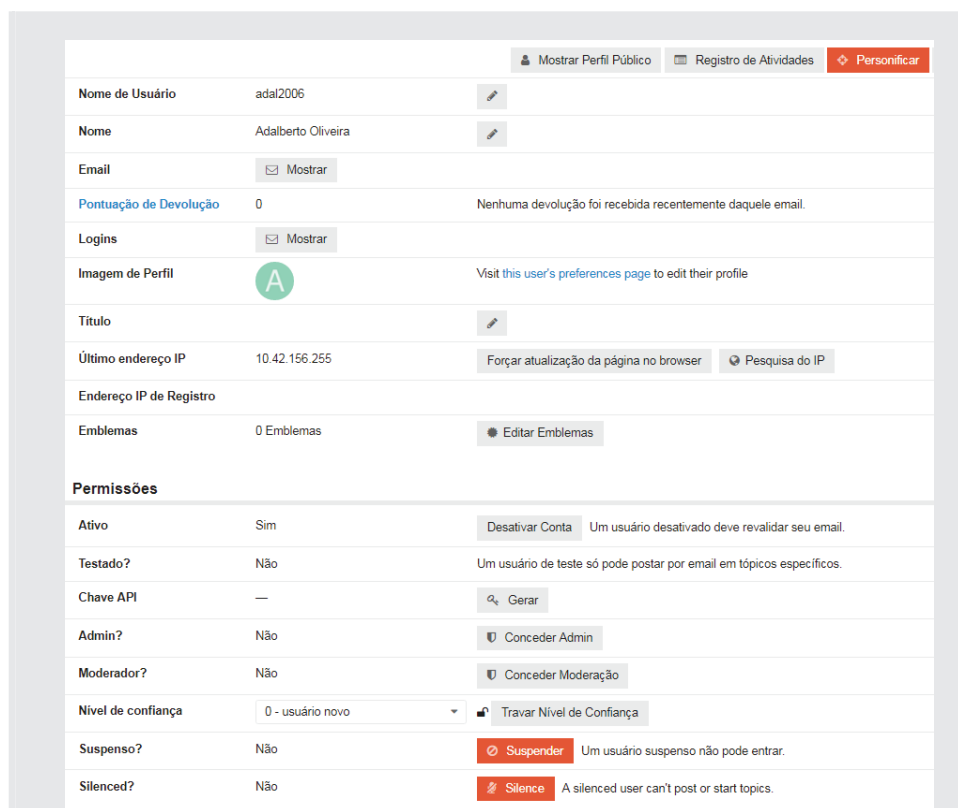 Mostrar Perfil Público Registro de Atividades Personificar
Nome de Usuário adal2006
Nome Adalberto Oliveira
Email Mostrar
Pontuação de Devolução 0 Nenhuma devolução foi recebida recentemente daquele email.
Logins Mostrar
Imagem de Perfil A Visit this user's preferences page to edit their profile
Título
Último endereço IP 10.42.156.255 Forçar atualização da página no browser Pesquisa do IP
Endereço IP de Registro
Emblemas 0 Emblemas Editar Emblemas
Permissões
Ativo Sim Desativar Conta Um usuário desativado deve revalidar seu email.
Testado? Não Um usuário de teste só pode postar por email em tópicos específicos.
Chave API — Gerar
Admin? Não Conceder Admin
Moderador? Não Conceder Moderação
Nível de confiança 0 - usuário novo Travar Nível de Confiança
Suspenso? Não Suspender Um usuário suspenso não pode entrar.
Silenced? Não Silence A silenced user can't post or start topics.